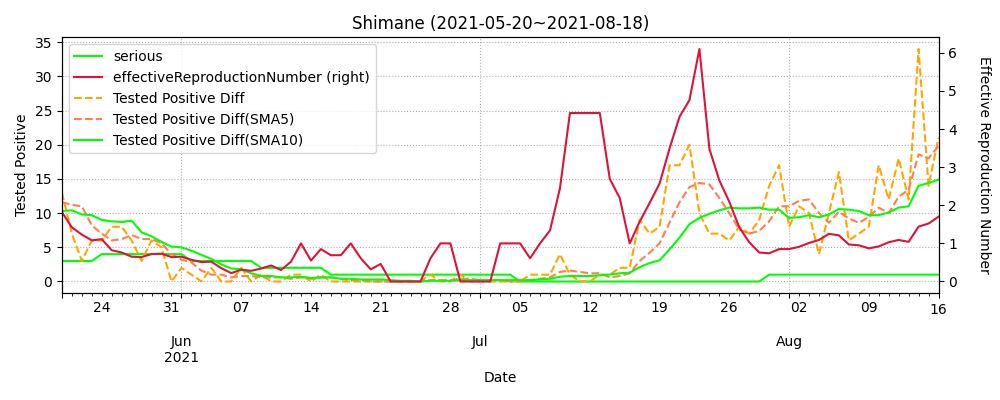 Shimane (2021-05-20~2021-08-18)
serious
effectiveReproductionNumber (right)
Tested Positive Diff
Tested Positive Diff(SMA5)
Tested Positive Diff(SMA10)
Tested Positive
35
30
25
20
15
10
5
0
6
5
4
3
2
1
0
Effective Reproduction Number
24 31 07 14 21 28 05 12 19 26 02 09 16
Jun Jul Aug
2021
Date